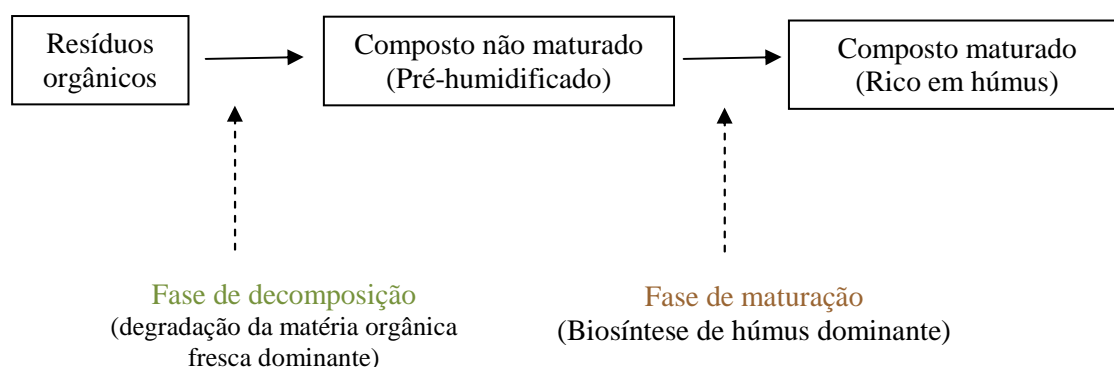 Resíduos
orgânicos
Composto não maturado
(Pré-humidificado)
Composto maturado
(Rico em húmus)
Fase de decomposição
(degradação da matéria orgânica
fresca dominante)
Fase de maturação
(Biosíntese de húmus dominante)